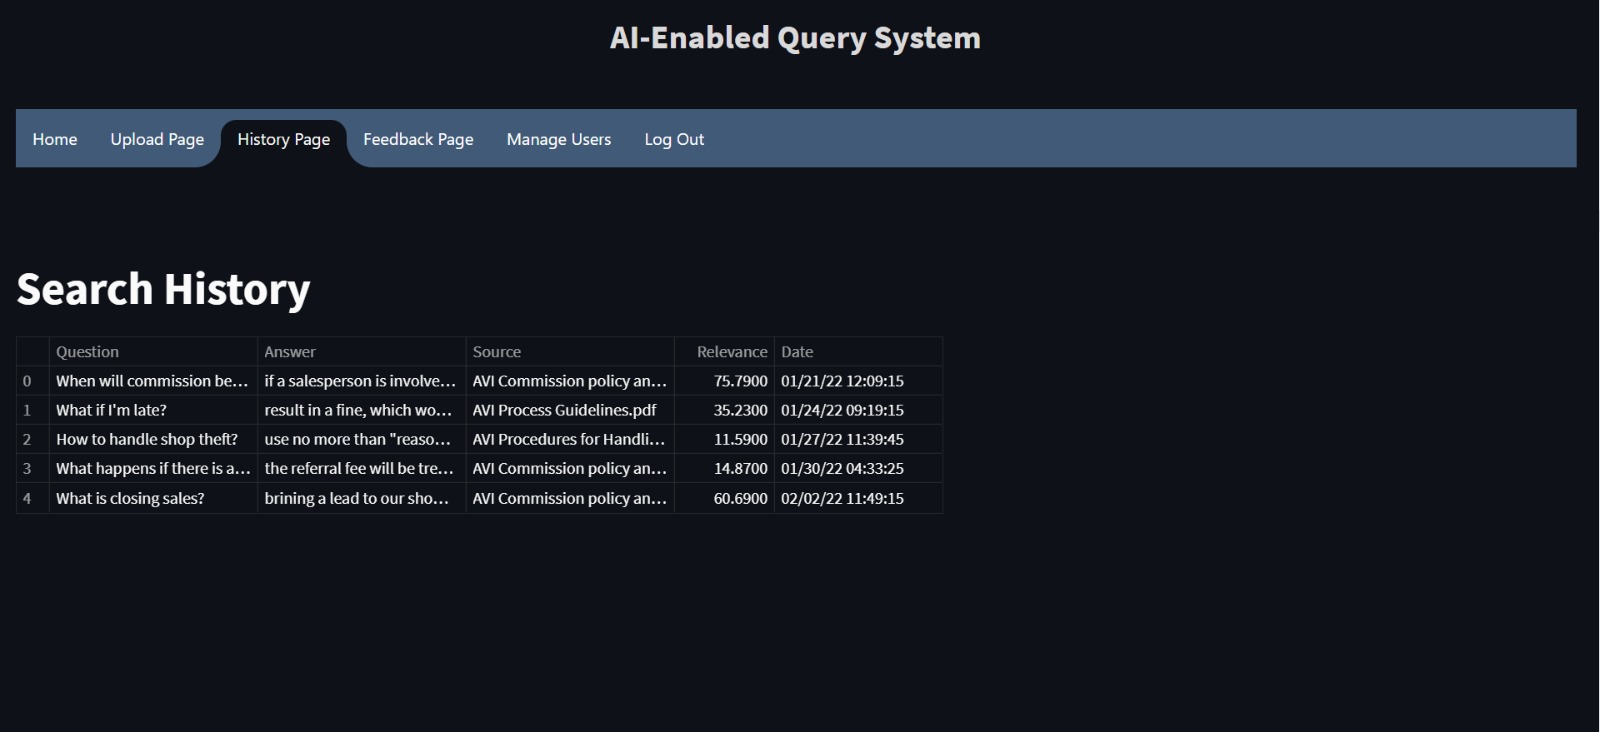 AI-Enabled Query System
Home Upload Page History Page Feedback Page Manage Users Log Out
Search History
Question Answer Source Relevance Date
0 When will commission be... if a salesperson is involve... AVI Commission policy an... 75.7900 01/21/22 12:09:15
1 What if I'm late? result in a fine, which wo... AVI Process Guidelines.pdf 35.2300 01/24/22 09:19:15
2 How to handle shop theft? use no more than "reaso... AVI Procedures for Handli... 11.5900 01/27/22 11:39:45
3 What happens if there is a... the referral fee will be tre... AVI Commission policy an... 14.8700 01/30/22 04:33:25
4 What is closing sales? brining a lead to our sho... AVI Commission policy an... 60.6900 02/02/22 11:49:15